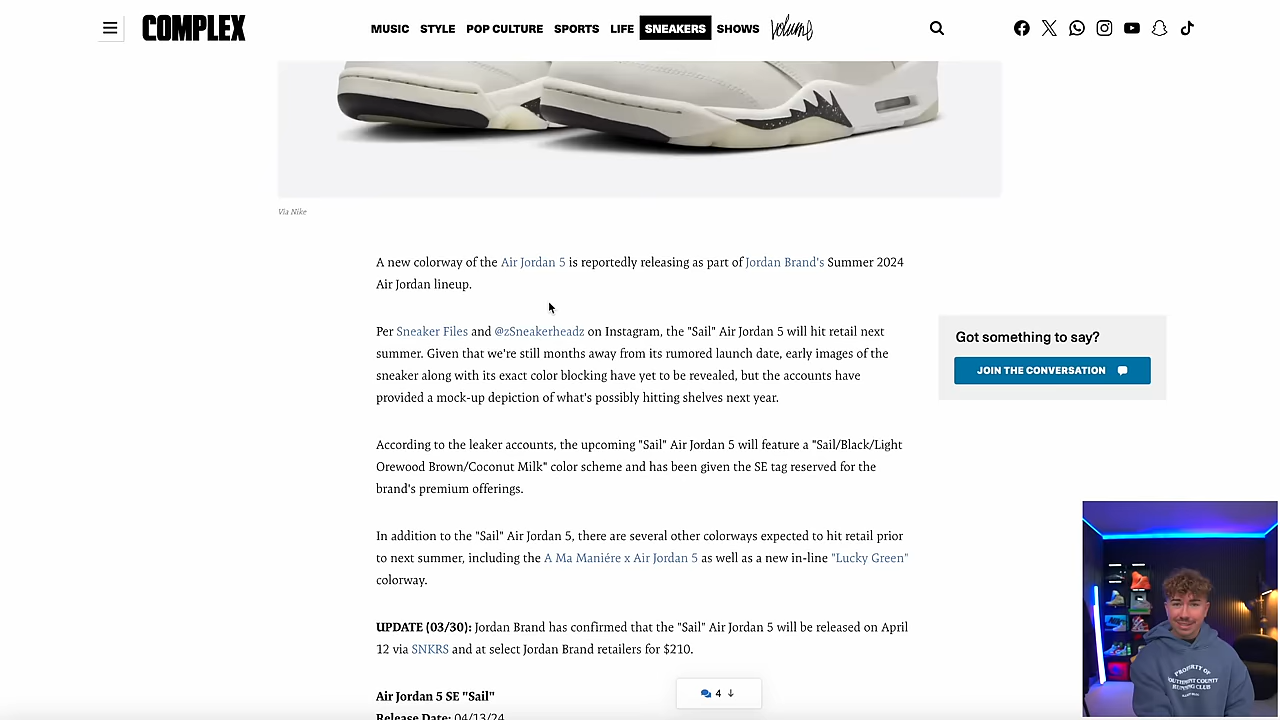 COMPLEX
MUSIC STYLE POP CULTURE SPORTS LIFE SNEAKERS SHOWS Volume
Via Nike
A new colorway of the Air Jordan 5 is reportedly releasing as part of Jordan Brand's Summer 2024
Air Jordan lineup.
Per Sneaker Files and @zSneakerheadz on Instagram, the "Sail" Air Jordan 5 will hit retail next
summer. Given that we're still months away from its rumored launch date, early images of the
sneaker along with its exact color blocking have yet to be revealed, but the accounts have
provided a mock-up depiction of what's possibly hitting shelves next year.
Got something to say?
JOIN THE CONVERSATION
According to the leaker accounts, the upcoming "Sail" Air Jordan 5 will feature a "Sail/Black/Light
Orewood Brown/Coconut Milk" color scheme and has been given the SE tag reserved for the
brand's premium offerings.
In addition to the "Sail" Air Jordan 5, there are several other colorways expected to hit retail prior
to next summer, including the A Ma Maniére x Air Jordan 5 as well as a new in-line "Lucky Green"
colorway.
UPDATE (03/30): Jordan Brand has confirmed that the "Sail" Air Jordan 5 will be released on April
12 via SNKRS and at select Jordan Brand retailers for $210.
4
Air Jordan 5 SE "Sail"
Release Date: 04/13/24
PROPERTY OF
COUNTY
RUNNING CLUB